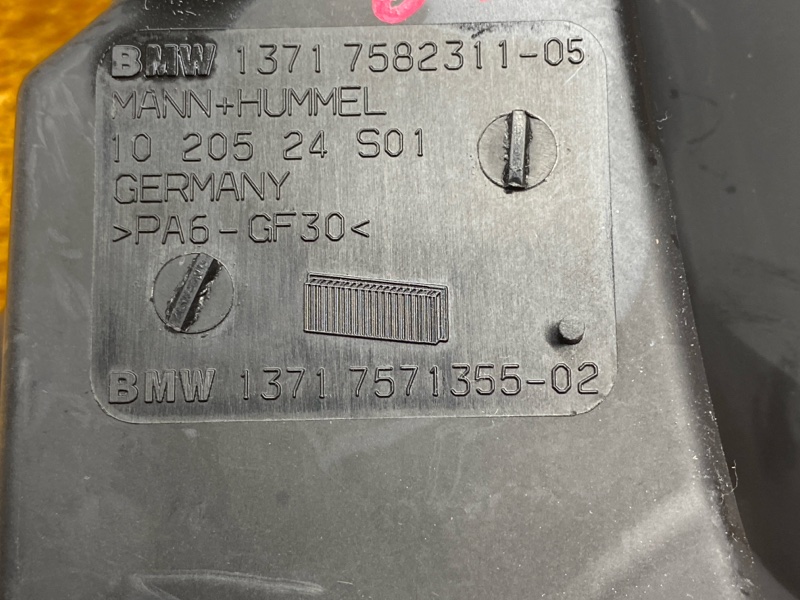 BMW 1371 7582311-05
MANN+HUMMEL
10 205 24 S01
GERMANY
>PA6-GF30<
BMW 1371 7571355-02